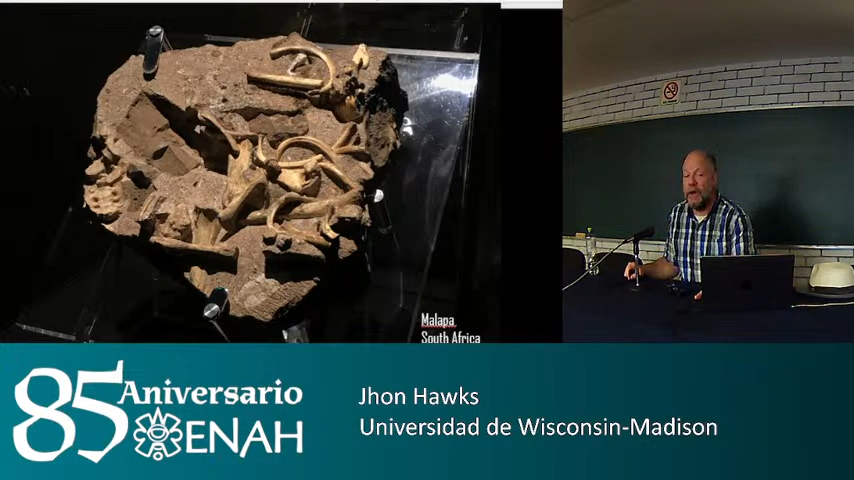 Malapa
South Africa
85 Aniversario
ENAH
Jhon Hawks
Universidad de Wisconsin-Madison